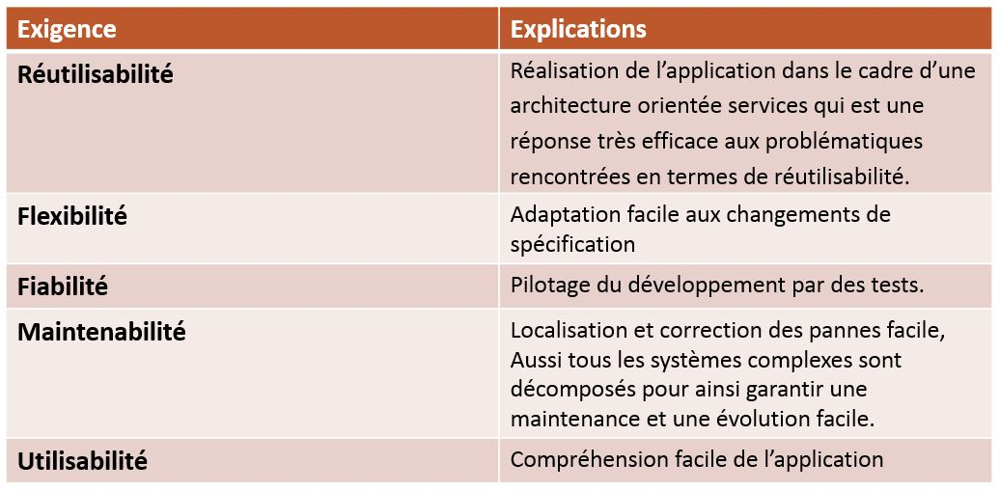 Exigence
Explications
Réutilisabilité
Réalisation de l’application dans le cadre d’une
architecture orientée services qui est une
réponse très efficace aux problématiques
rencontrées en termes de réutilisabilité.
Flexibilité
Adaptation facile aux changements de
spécification
Fiabilité
Pilotage du développement par des tests.
Maintenabilité
Localisation et correction des pannes facile,
Aussi tous les systèmes complexes sont
décomposés pour ainsi garantir une
maintenance et une évolution facile.
Utilisabilité
Compréhension facile de l’application